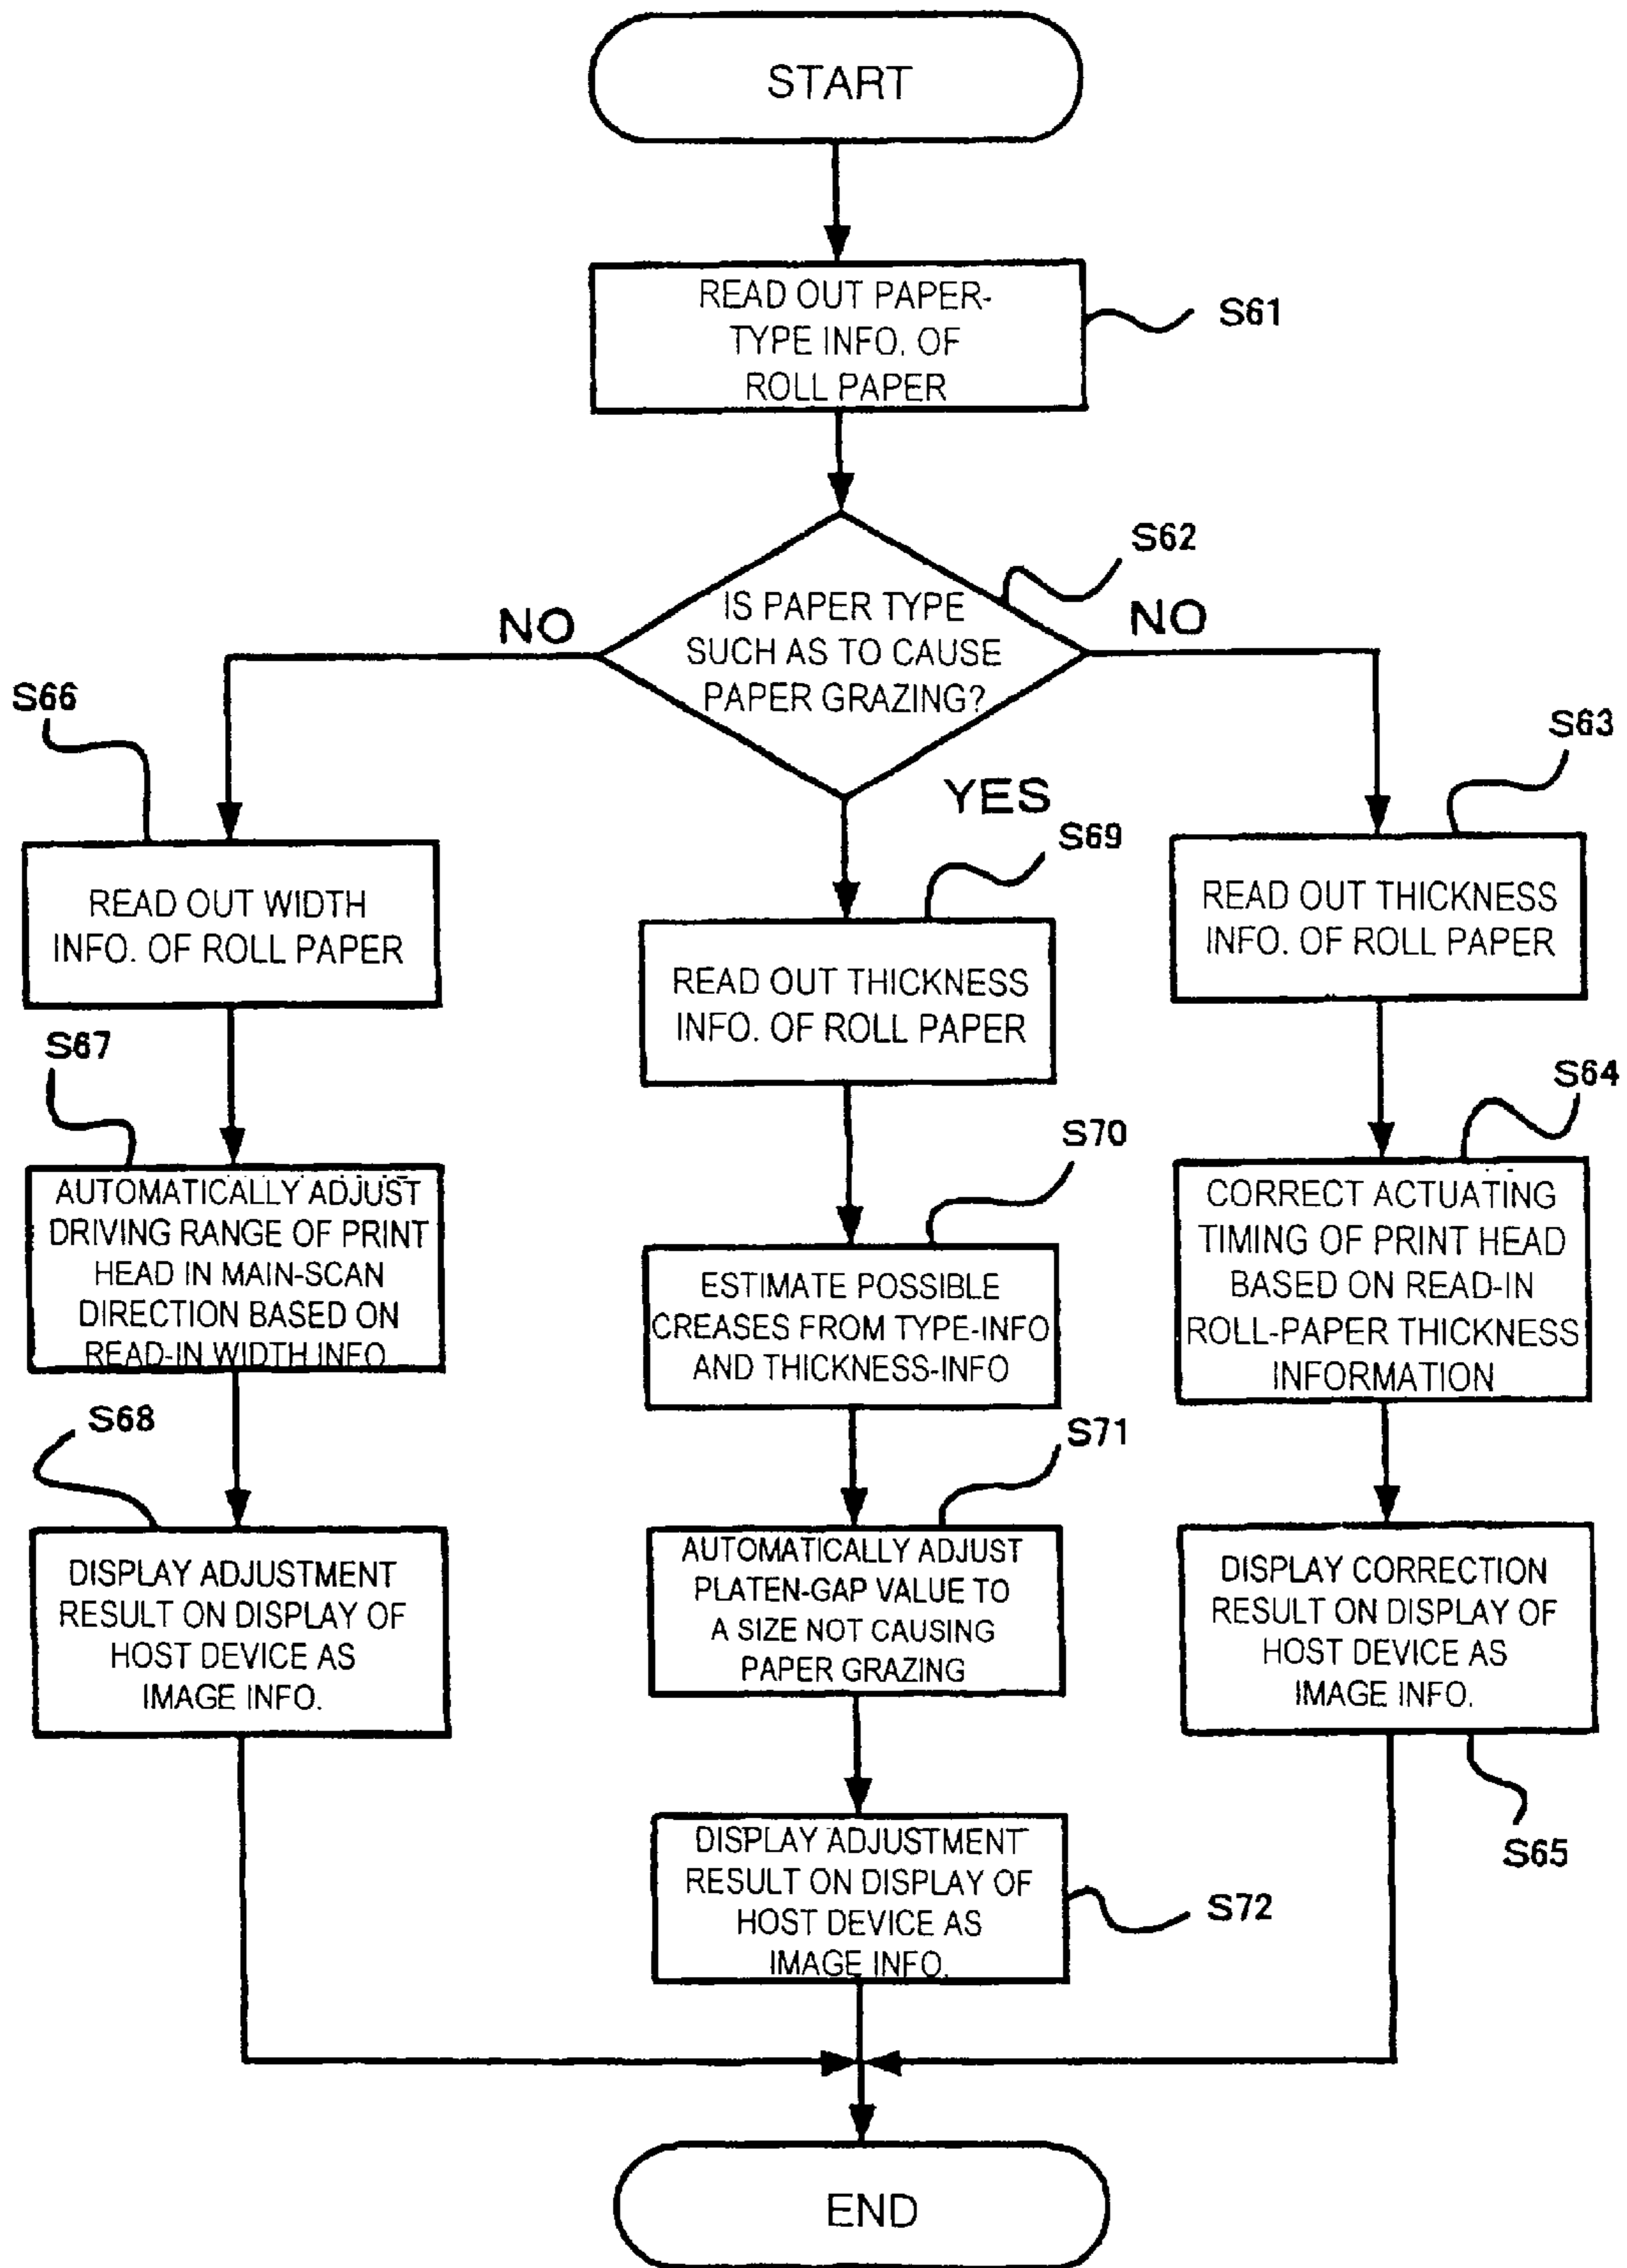 START
READ OUT PAPER-
TYPE INFO. OF
ROLL PAPER
S61
S62
IS PAPER TYPE
SUCH AS TO CAUSE
PAPER GRAZING?
NO
NO
YES
S66
READ OUT WIDTH
INFO. OF ROLL PAPER
S67
AUTOMATICALLY ADJUST
DRIVING RANGE OF PRINT
HEAD IN MAIN-SCAN
DIRECTION BASED ON
READ-IN WIDTH INFO
S68
DISPLAY ADJUSTMENT
RESULT ON DISPLAY OF
HOST DEVICE AS
IMAGE INFO.
S69
READ OUT THICKNESS
INFO. OF ROLL PAPER
S70
ESTIMATE POSSIBLE
CREASES FROM TYPE-INFO
AND THICKNESS-INFO
S71
AUTOMATICALLY ADJUST
PLATEN-GAP VALUE TO
A SIZE NOT CAUSING
PAPER GRAZING
DISPLAY ADJUSTMENT
RESULT ON DISPLAY OF
HOST DEVICE AS
IMAGE INFO.
S72
S63
READ OUT THICKNESS
INFO. OF ROLL PAPER
S64
CORRECT ACTUATING
TIMING OF PRINT HEAD
BASED ON READ-IN
ROLL-PAPER THICKNESS
INFORMATION
DISPLAY CORRECTION
RESULT ON DISPLAY OF
HOST DEVICE AS
IMAGE INFO.
S65
END